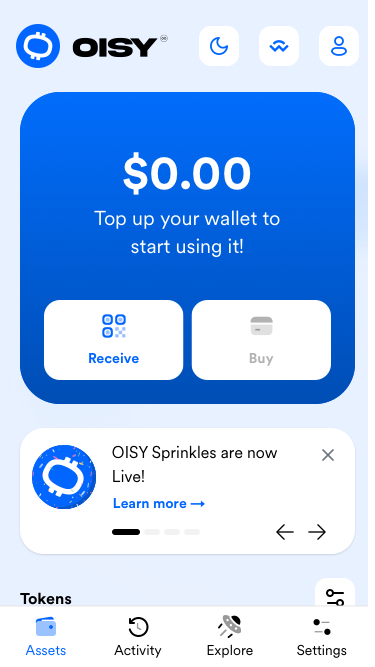 OISY
$0.00
Top up your wallet to
start using it!
Receive
Buy
OISY Sprinkles are now
Live!
Learn more →
Tokens
Assets
Activity
Explore
Settings